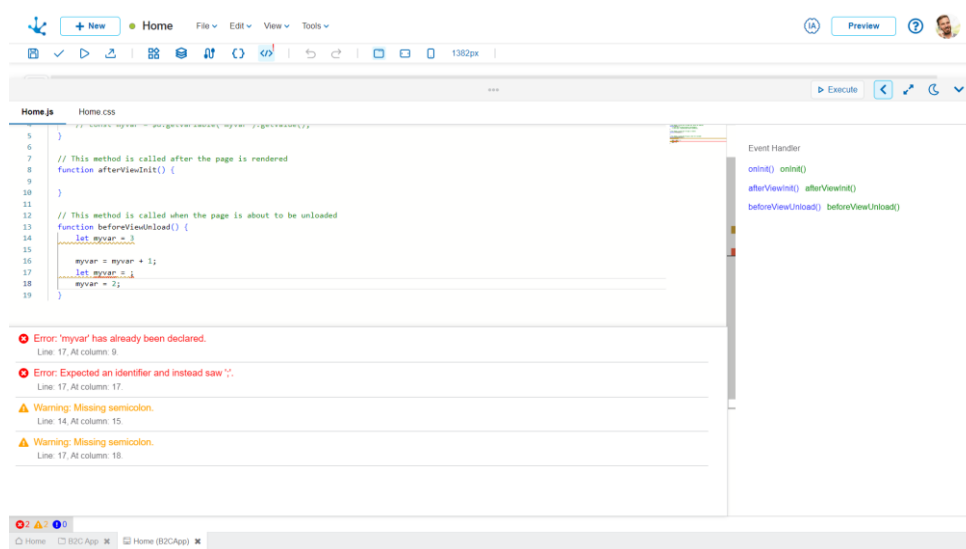 + New
Home
File
Edit
View
Tools
IA
Preview
?
1382px
Execute
Home.js
Home.css
5 }
6
7 // This method is called after the page is rendered
8 function afterViewInit() {
9
10 }
11
12 // This method is called when the page is about to be unloaded
13 function beforeViewUnload() {
14 let myvar = 3
15
16 myvar = myvar + 1;
17 let myvar = ;
18 myvar = 2;
19 }
Event Handler
onInit() onInit()
afterViewInit() afterViewInit()
beforeViewUnload() beforeViewUnload()
Error: 'myvar' has already been declared.
Line: 17, At column: 9.
Error: Expected an identifier and instead saw ';'.
Line: 17, At column: 17.
Warning: Missing semicolon.
Line: 14, At column: 15.
Warning: Missing semicolon.
Line: 17, At column: 18.
2 2 0
Home
B2C App
Home (B2CApp)